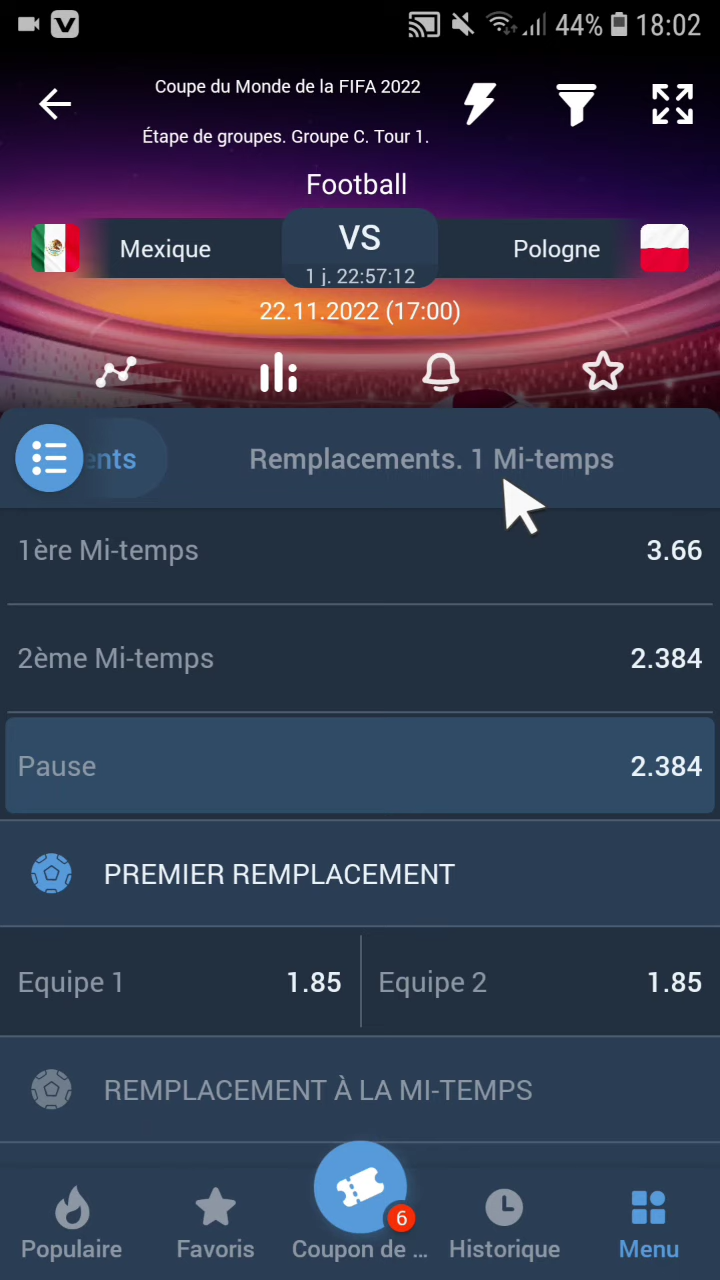 44% 18:02
Coupe du Monde de la FIFA 2022
Étape de groupes. Groupe C. Tour 1.
Football
Mexique VS Pologne
1 j. 22:57:12
22.11.2022 (17:00)
ents Remplacements. 1 Mi-temps
1ère Mi-temps 3.66
2ème Mi-temps 2.384
Pause 2.384
PREMIER REMPLACEMENT
Equipe 1 1.85 Equipe 2 1.85
REMPLACEMENT À LA MI-TEMPS
6
Populaire Favoris Coupon de ... Historique Menu